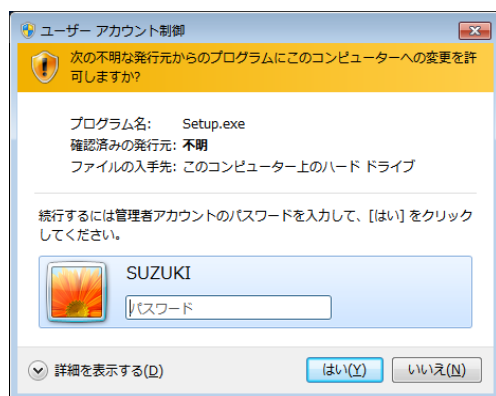 ユーザー アカウント制御
次の不明な発行元からのプログラムにこのコンピューターへの変更を許
可しますか?
プログラム名: Setup.exe
確認済みの発行元: 不明
ファイルの入手先: このコンピューター上のハード ドライブ
続行するには管理者アカウントのパスワードを入力して、[はい] をクリック
してください。
SUZUKI
パスワード
詳細を表示する(D)
はい(Y)
いいえ(N)